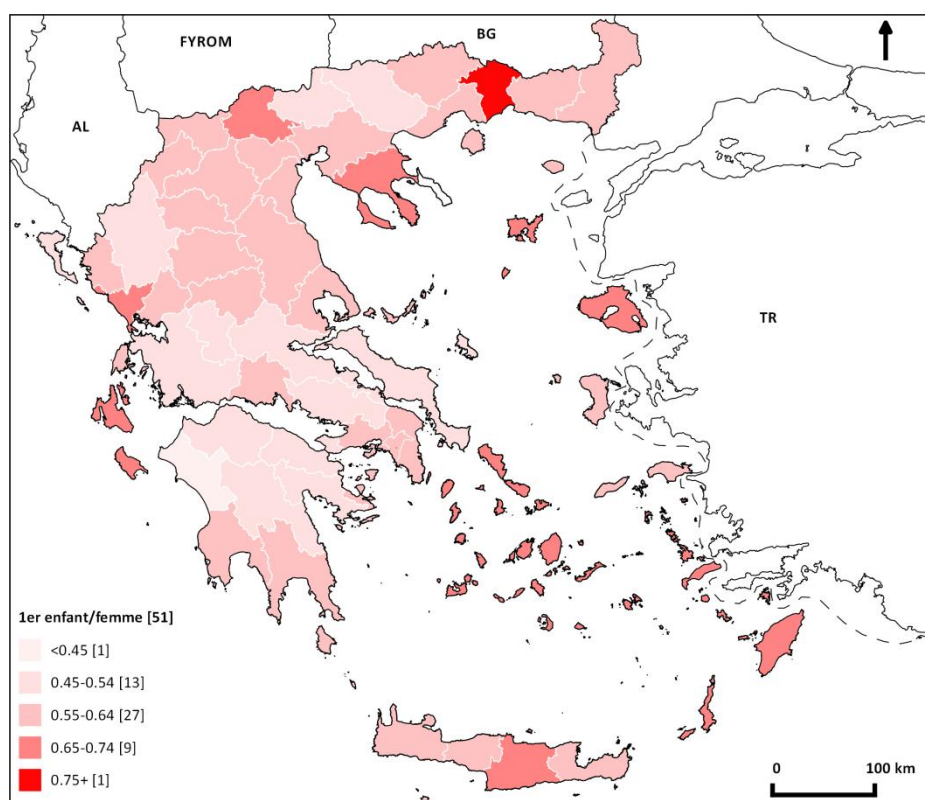 FYROM
BG
AL
TR
1er enfant/femme [51]
<0.45 [1]
0.45-0.54 [13]
0.55-0.64 [27]
0.65-0.74 [9]
0.75+ [1]
0 100 km